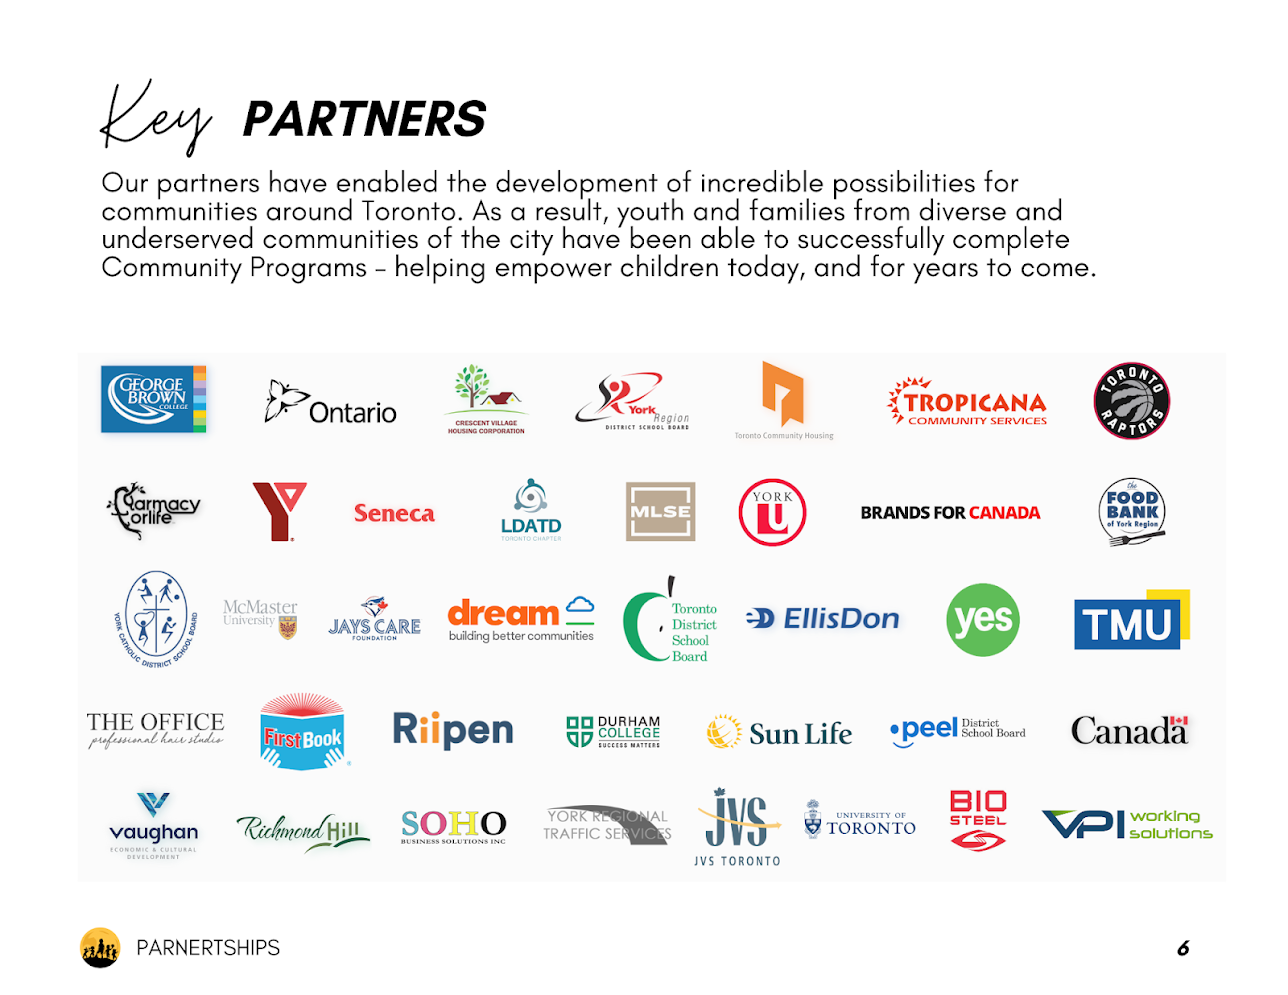 Key PARTNERS
Our partners have enabled the development of incredible possibilities for
communities around Toronto. As a result, youth and families from diverse and
underserved communities of the city have been able to successfully complete
Community Programs – helping empower children today, and for years to come.
GEORGE
BROWN
COLLEGE
Ontario
CRESCENT VILLAGE
HOUSING CORPORATION
York
Region
DISTRICT SCHOOL BOARD
Toronto Community Housing
TROPICANA
COMMUNITY SERVICES
TORONTO
RAPTORS
farmacy
forlife
Y
Seneca
LDATD
TORONTO CHAPTER
MLSE
YORK
U
BRANDS FOR CANADA
the
FOOD
BANK
of York Region
YORK CATHOLIC DISTRICT SCHOOL BOARD
McMaster
University
JAYS CARE
FOUNDATION
dream
building better communities
Toronto
District
School
Board
EllisDon
yes
TMU
THE OFFICE
professional hair studio
First Book
Riipen
DURHAM
COLLEGE
SUCCESS MATTERS
Sun Life
peel District
School Board
Canada
vaughan
ECONOMIC & CULTURAL
DEVELOPMENT
Richmond Hill
SOHO
BUSINESS SOLUTIONS INC
YORK REGIONAL
TRAFFIC SERVICES
JVS
JVS TORONTO
UNIVERSITY OF
TORONTO
BIO
STEEL
VPI working
solutions
PARNERTSHIPS
6